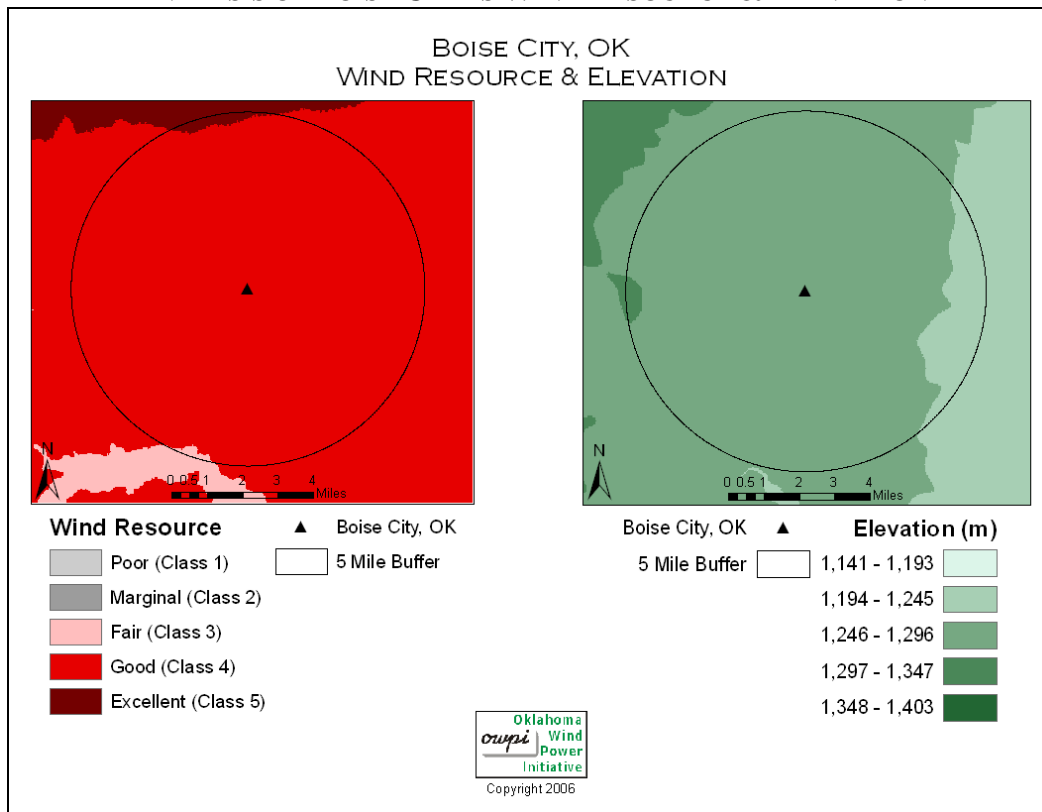 BOISE CITY, OK
WIND RESOURCE & ELEVATION
N
0 0.5 1 2 3 4
Miles
N
0 0.5 1 2 3 4
Miles
Wind Resource
Poor (Class 1)
Marginal (Class 2)
Fair (Class 3)
Good (Class 4)
Excellent (Class 5)
Boise City, OK
5 Mile Buffer
Boise City, OK
5 Mile Buffer
Elevation (m)
1,141 - 1,193
1,194 - 1,245
1,246 - 1,296
1,297 - 1,347
1,348 - 1,403
owpi
Oklahoma
Wind
Power
Initiative
Copyright 2006